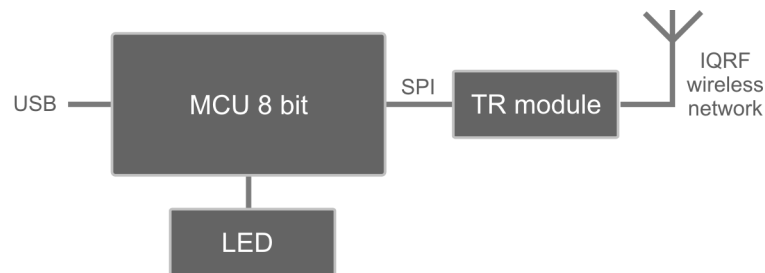 USB
MCU 8 bit
SPI
TR module
IQRF
wireless
network
LED